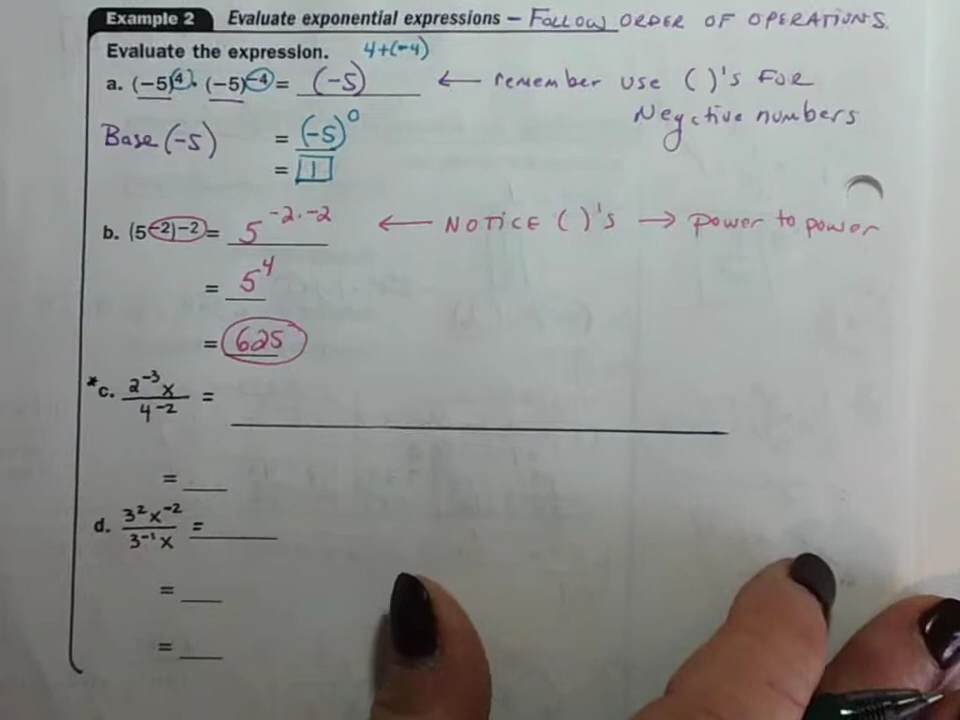 Example 2 Evaluate exponential expressions – FOLLOW ORDER OF OPERATIONS.
Evaluate the expression. 4+(-4)
a. (−5)⁴ · (−5)⁻⁴ = (-5) ← remember use ( )'s FOR
Negative numbers
Base (-5) = (-5)⁰
= 1
b. (5⁻²)⁻² = 5⁻²·⁻² ← NOTICE ( )'s → power to power
= 5⁴
= 625
*c. 2⁻³x / 4⁻² =
=
d. 3²x⁻² / 3⁻¹x =
=
=